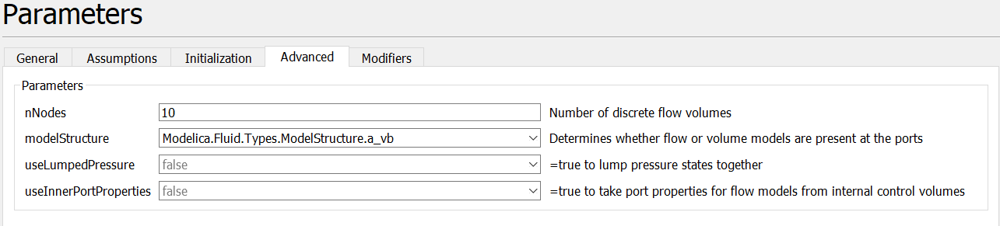 Parameters
General Assumptions Initialization Advanced Modifiers
Parameters
nNodes 10 Number of discrete flow volumes
modelStructure Modelica.Fluid.Types.ModelStructure.a_vb Determines whether flow or volume models are present at the ports
useLumpedPressure false =true to lump pressure states together
useInnerPortProperties false =true to take port properties for flow models from internal control volumes